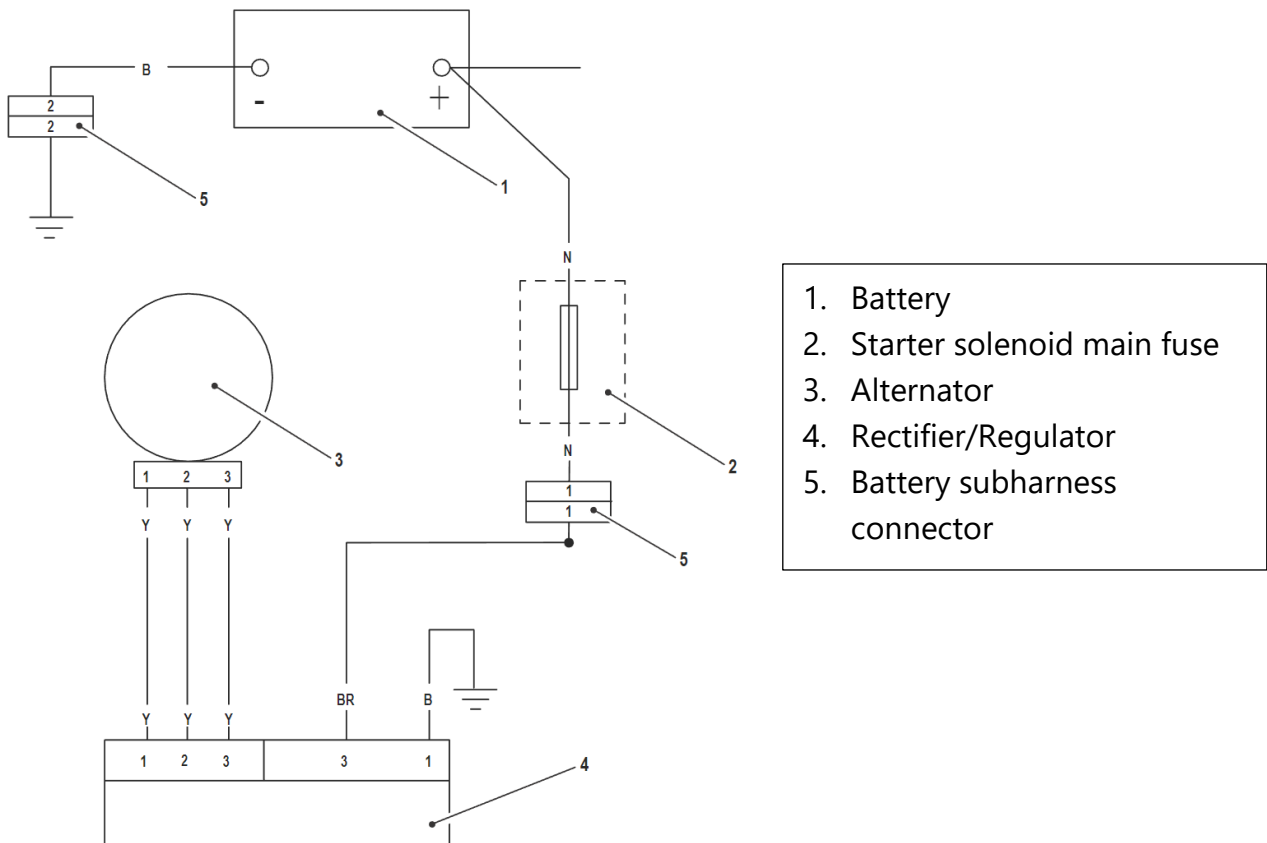 B
-
+
2
2
5
1
N
1. Battery
2. Starter solenoid main fuse
3. Alternator
4. Rectifier/Regulator
5. Battery subharness
connector
3
N
2
1 2 3
1
1
Y Y Y
5
BR B
Y Y Y
1 2 3 3 1
4